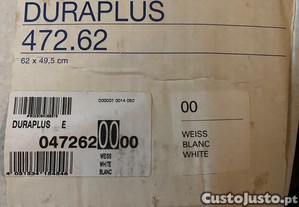 DURAPLUS
472.62
62 x 49,5 cm
000001 0014 060
DURAPLUS E
0472620000
WEISS
WHITE
BLANC
00
WEISS
BLANC
WHITE
CustoJusto.pt